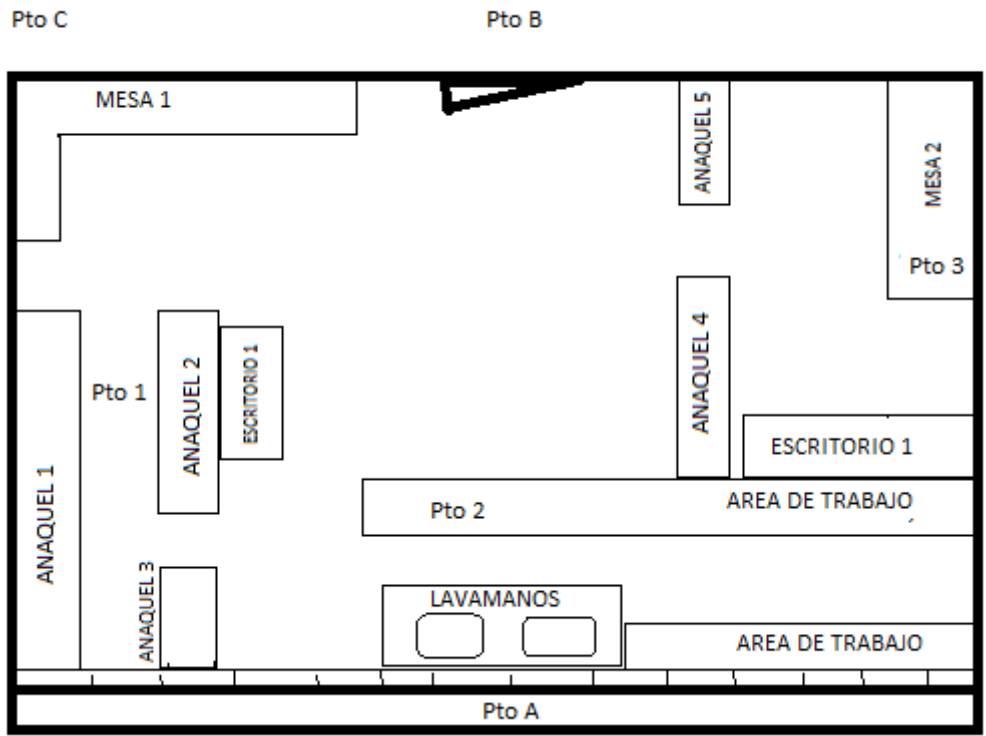 Pto C
Pto B
MESA 1
ANAQUEL 5
MESA 2
Pto 3
Pto 1
ANAQUEL 2
ESCRITORIO 1
ANAQUEL 4
ESCRITORIO 1
ANAQUEL 1
Pto 2
AREA DE TRABAJO
ANAQUEL 3
LAVAMANOS
AREA DE TRABAJO
Pto A